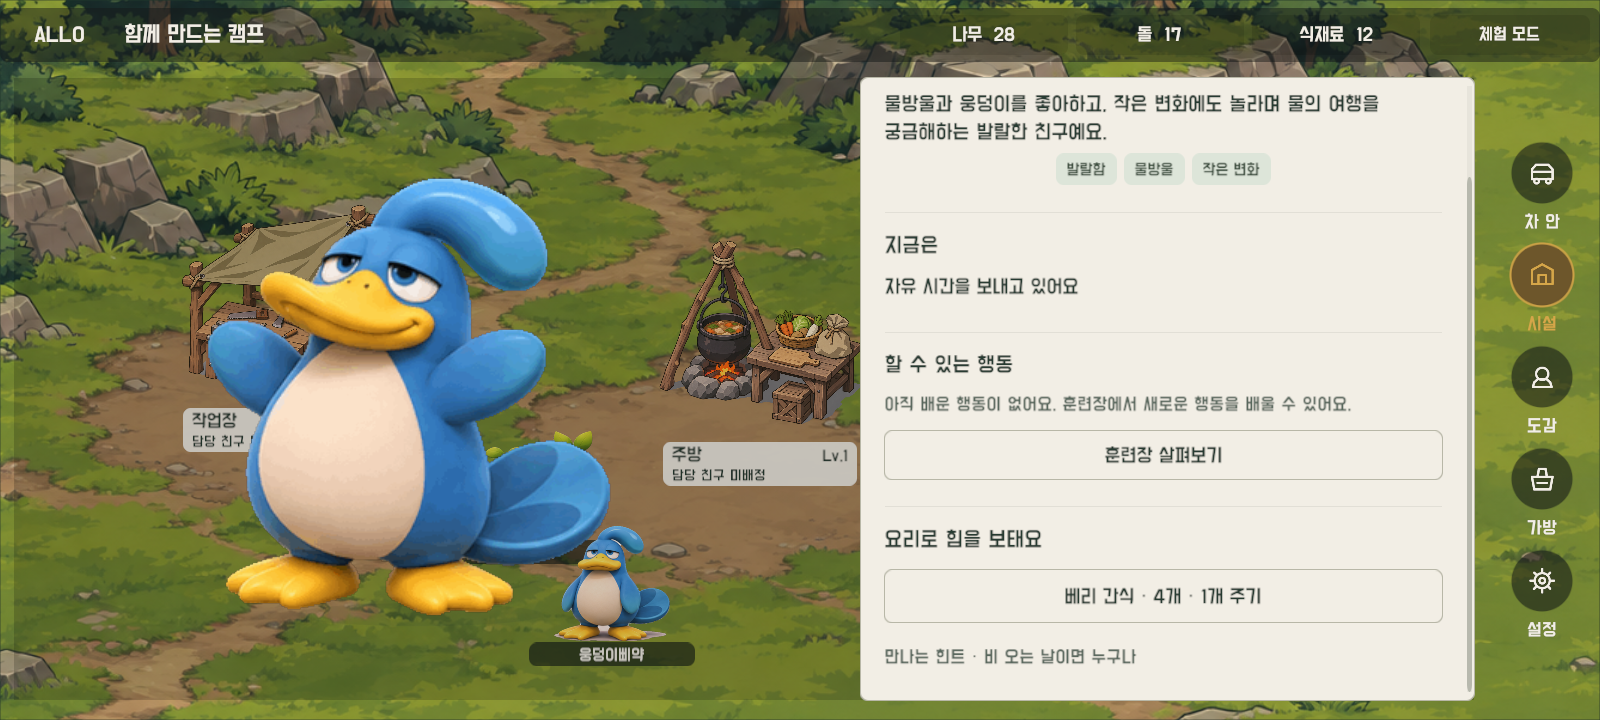 ALLO 함께 만드는 캠프 나무 28 돌 17 식재료 12 체험 모드
물방울과 웅덩이를 좋아하고, 작은 변화에도 놀라며 물의 여행을
궁금해하는 발랄한 친구예요.
발랄함 물방울 작은 변화
지금은
자유 시간을 보내고 있어요
할 수 있는 행동
아직 배운 행동이 없어요. 훈련장에서 새로운 행동을 배울 수 있어요.
훈련장 살펴보기
요리로 힘을 보태요
베리 간식 · 4개 · 1개 주기
만나는 힌트 · 비 오는 날이면 누구나
작업장
담당 친구
주방 Lv.1
담당 친구 미배정
웅덩이삐약
차 안
시설
도감
가방
설정